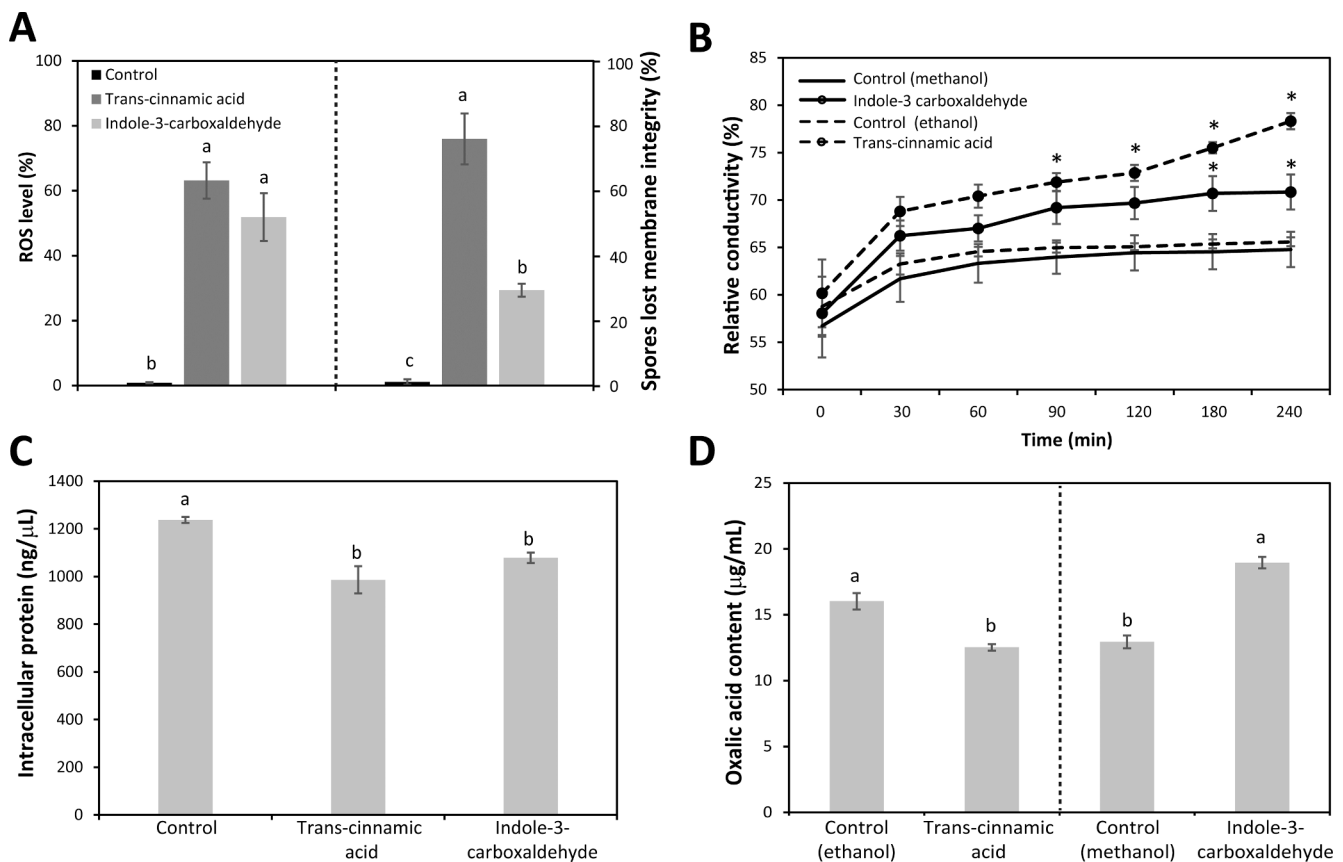 A
100
80
60
40
20
0
ROS level (%)
Control
Trans-cinnamic acid
Indole-3-carboxaldehyde
b
a
a
c
a
b
100
80
60
40
20
0
Spores lost membrane integrity (%)
B
85
80
75
70
65
60
55
50
Relative conductivity (%)
Control (methanol)
Indole-3 carboxaldehyde
Control (ethanol)
Trans-cinnamic acid
*
*
*
*
*
*
0 30 60 90 120 180 240
Time (min)
C
1400
1200
1000
800
600
400
200
0
Intracellular protein (ng/μL)
a
b
b
Control
Trans-cinnamic
acid
Indole-3-
carboxaldehyde
D
25
20
15
10
5
0
Oxalic acid content (μg/mL)
a
b
b
a
Control
(ethanol)
Trans-cinnamic
acid
Control
(methanol)
Indole-3-
carboxaldehyde